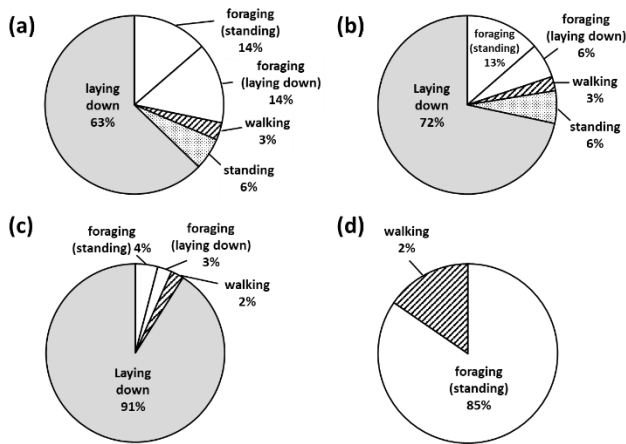 (a)
foraging
(standing)
14%
foraging
(laying down)
14%
walking
3%
standing
6%
laying
down
63%
(b)
foraging
(standing)
13%
foraging
(laying down)
6%
walking
3%
standing
6%
Laying
down
72%
(c)
foraging
(standing) 4%
foraging
(laying down)
3%
walking
2%
Laying
down
91%
(d)
walking
2%
foraging
(standing)
85%